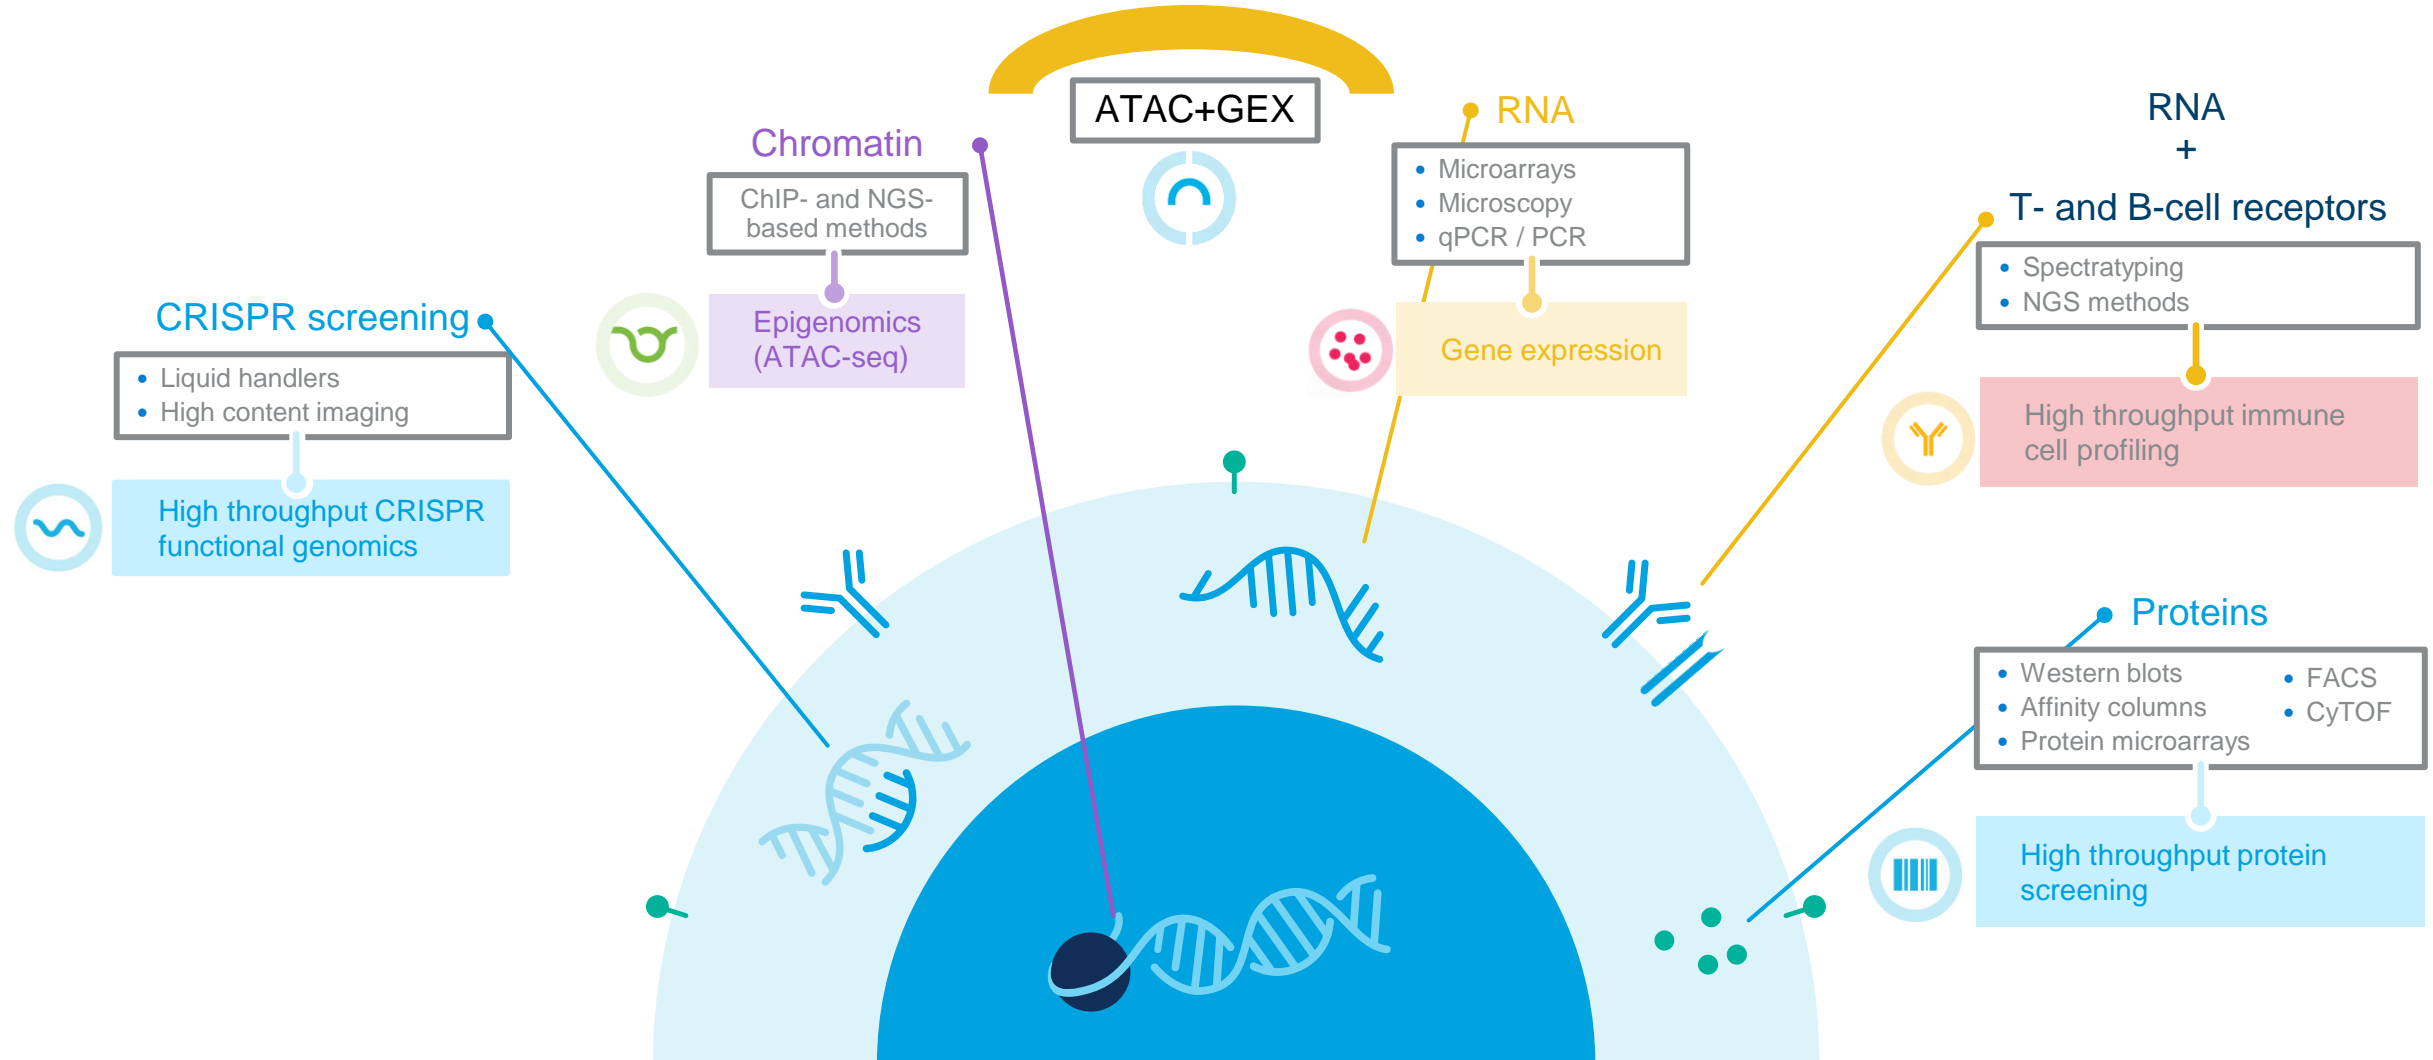 ATAC+GEX
CRISPR screening
• Liquid handlers
• High content imaging
High throughput CRISPR
functional genomics
Chromatin
ChIP- and NGS-
based methods
Epigenomics
(ATAC-seq)
RNA
• Microarrays
• Microscopy
• qPCR / PCR
Gene expression
RNA
+
T- and B-cell receptors
• Spectratyping
• NGS methods
High throughput immune
cell profiling
Proteins
• Western blots
• Affinity columns
• Protein microarrays
• FACS
• CyTOF
High throughput protein
screening